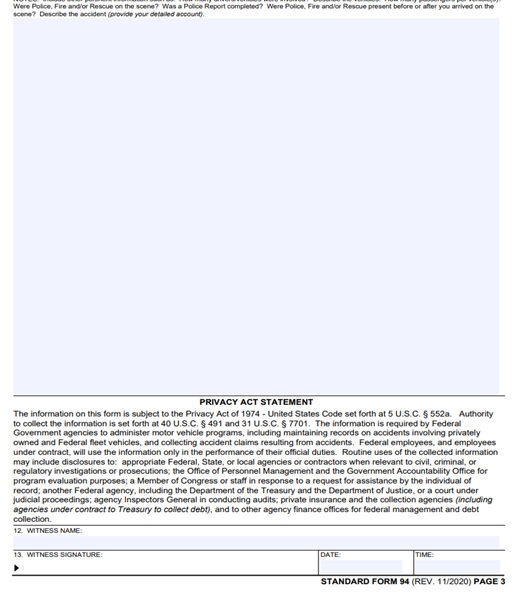 Were Police, Fire and/or Rescue on the scene? Was a Police Report completed? Were Police, Fire and/or Rescue present before or after you arrived on the
scene? Describe the accident (provide your detailed account).
PRIVACY ACT STATEMENT
The information on this form is subject to the Privacy Act of 1974 - United States Code set forth at 5 U.S.C. § 552a. Authority
to collect the information is set forth at 40 U.S.C. § 491 and 31 U.S.C. § 7701. The information is required by Federal
Government agencies to administer motor vehicle programs, including maintaining records on accidents involving privately
owned and Federal fleet vehicles, and collecting accident claims resulting from accidents. Federal employees, and employees
under contract, will use the information only in the performance of their official duties. Routine uses of the collected information
may include disclosures to: appropriate Federal, State, or local agencies or contractors when relevant to civil, criminal, or
regulatory investigations or prosecutions; the Office of Personnel Management and the Government Accountability Office for
program evaluation purposes; a Member of Congress or staff in response to a request for assistance by the individual of
record; another Federal agency, including the Department of the Treasury and the Department of Justice, or a court under
judicial proceedings; agency Inspectors General in conducting audits; private insurance and the collection agencies (including
agencies under contract to Treasury to collect debt), and to other agency finance offices for federal management and debt
collection.
12. WITNESS NAME:
13. WITNESS SIGNATURE:
DATE:
TIME:
STANDARD FORM 94 (REV. 11/2020) PAGE 3